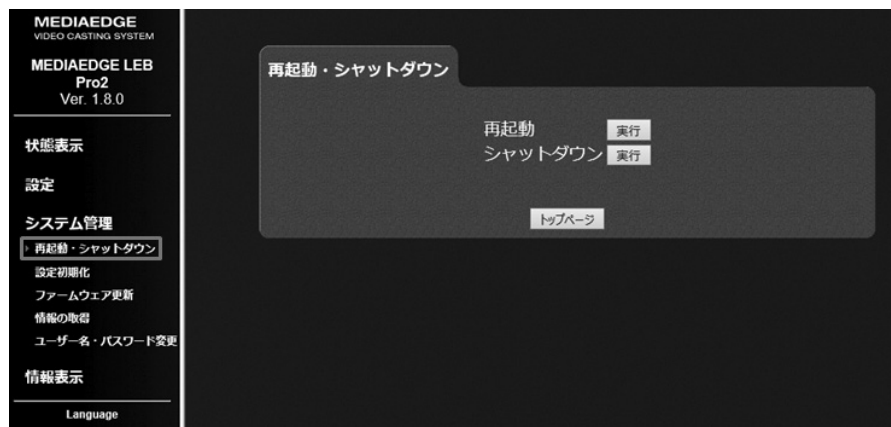 MEDIAEDGE
VIDEO CASTING SYSTEM
MEDIAEDGE LEB
Pro2
Ver. 1.8.0
状態表示
設定
システム管理
再起動・シャットダウン
設定初期化
ファームウェア更新
情報の取得
ユーザー名・パスワード変更
情報表示
Language
再起動・シャットダウン
再起動 実行
シャットダウン 実行
トップページ